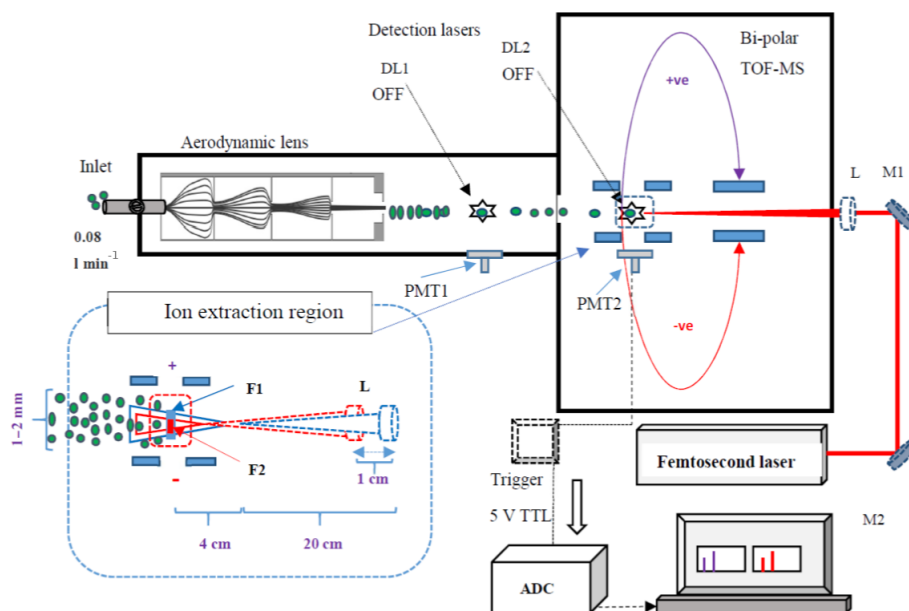 Detection lasers
DL1
OFF
DL2
OFF
Bi-polar
TOF-MS
+ve
Aerodynamic lens
Inlet
0.08
l min⁻¹
L
M1
PMT1
PMT2
-ve
Ion extraction region
+
F1
L
1–2 mm
F2
-
1 cm
4 cm
20 cm
Femtosecond laser
Trigger
5 V TTL
M2
ADC